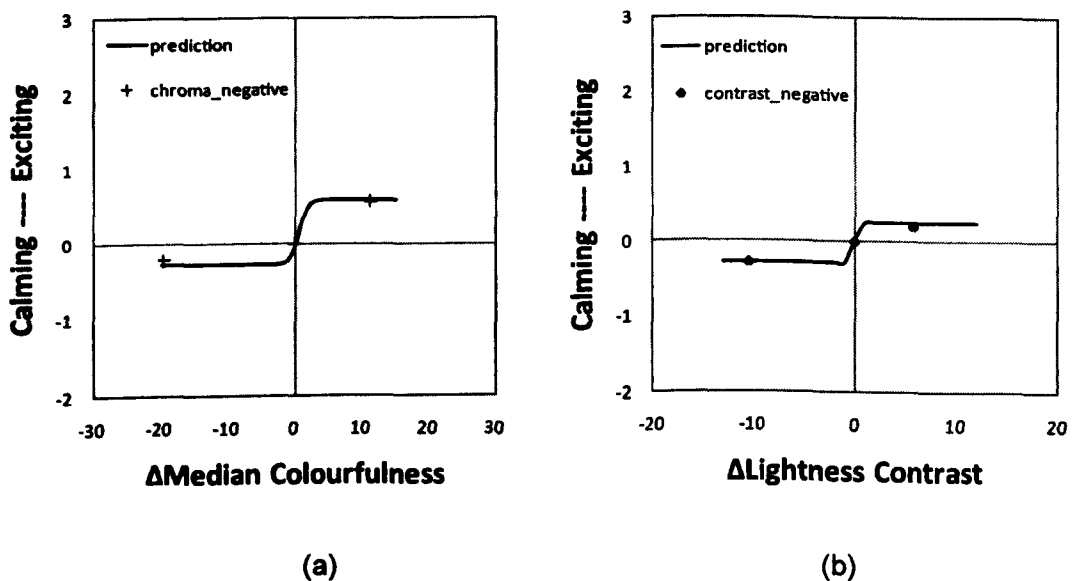 3
2
1
0
-1
-2
Calming ---- Exciting
prediction
chroma_negative
-30 -20 -10 0 10 20 30
ΔMedian Colourfulness
(a)
3
2
1
0
-1
-2
Calming ---- Exciting
prediction
contrast_negative
-20 -10 0 10 20
ΔLightness Contrast
(b)